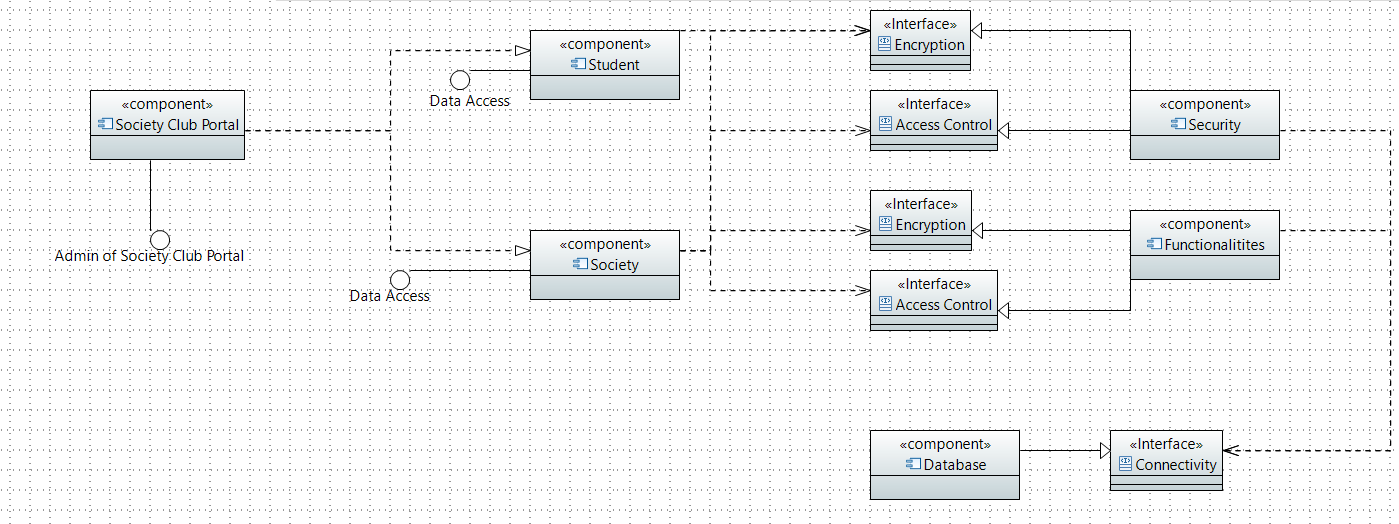 «component»
Society Club Portal
Admin of Society Club Portal
«component»
Student
Data Access
«component»
Society
Data Access
«Interface»
Encryption
«Interface»
Access Control
«Interface»
Encryption
«Interface»
Access Control
«component»
Security
«component»
Functionalitites
«component»
Database
«Interface»
Connectivity